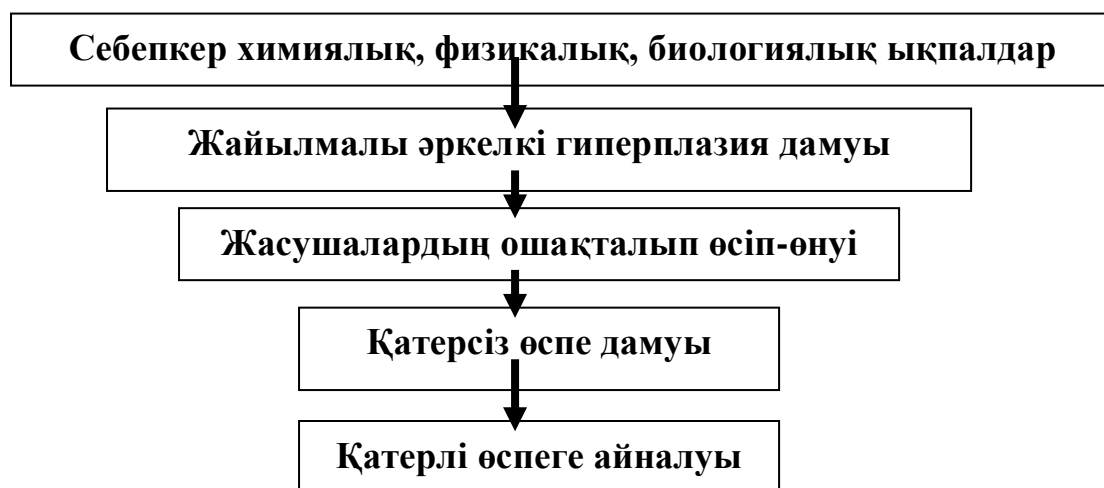 Себепкер химиялық, физикалық, биологиялық ықпалдар
Жайылмалы әркелкі гиперплазия дамуы
Жасушалардың ошақталып өсіп-өнуі
Қатерсіз өспе дамуы
Қатерлі өспеге айналуы